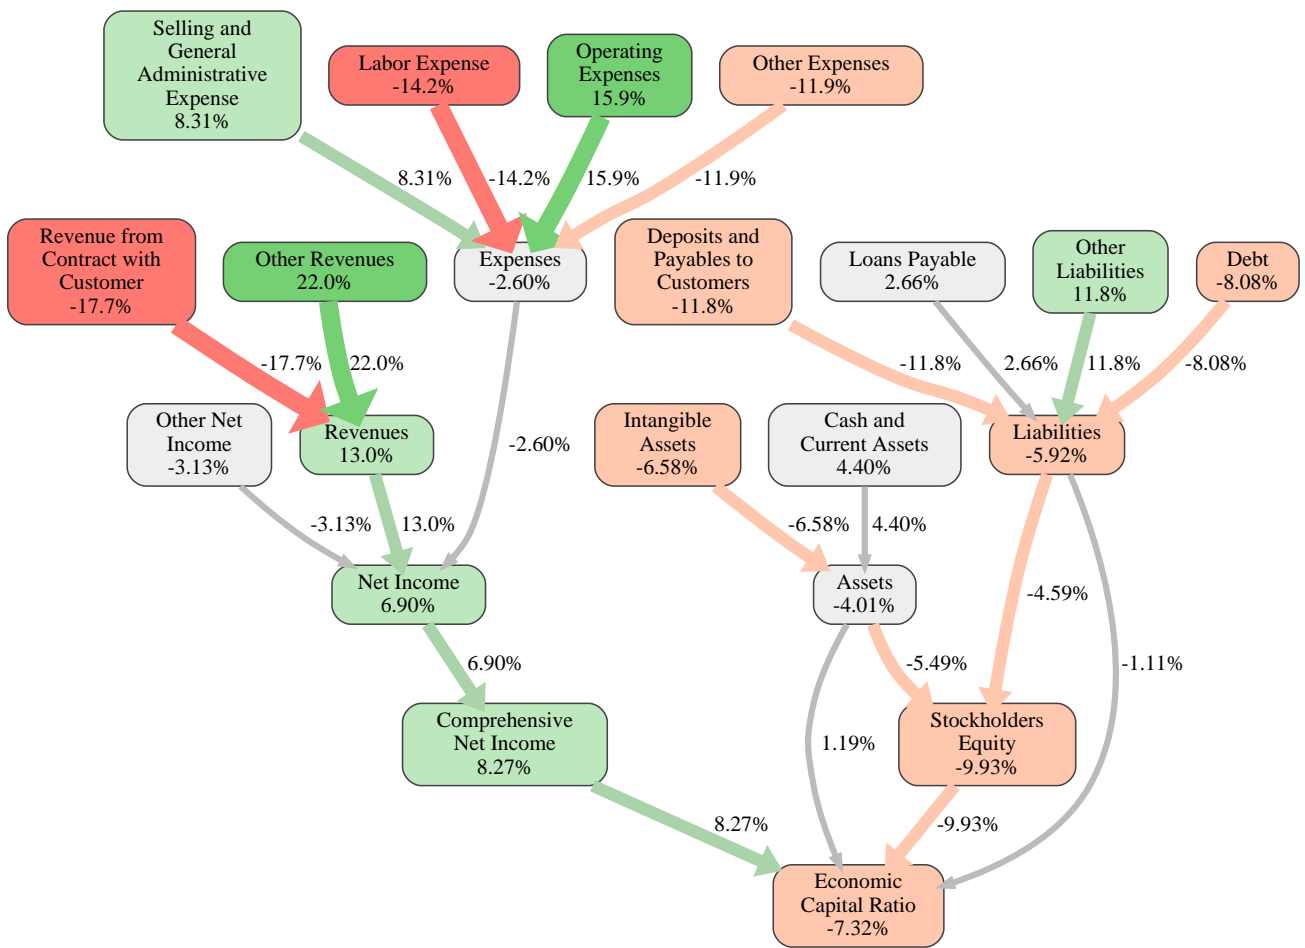 Selling and
General
Administrative
Expense
8.31%
Labor Expense
-14.2%
Operating
Expenses
15.9%
Other Expenses
-11.9%
8.31%
-14.2%
15.9%
-11.9%
Revenue from
Contract with
Customer
-17.7%
Other Revenues
22.0%
Expenses
-2.60%
Deposits and
Payables to
Customers
-11.8%
Loans Payable
2.66%
Other
Liabilities
11.8%
Debt
-8.08%
-17.7%
22.0%
-11.8%
2.66%
11.8%
-8.08%
Other Net
Income
-3.13%
Revenues
13.0%
-2.60%
Intangible
Assets
-6.58%
Cash and
Current Assets
4.40%
Liabilities
-5.92%
-3.13%
13.0%
-6.58%
4.40%
Net Income
6.90%
Assets
-4.01%
-4.59%
6.90%
-5.49%
-1.11%
Comprehensive
Net Income
8.27%
1.19%
Stockholders
Equity
-9.93%
8.27%
-9.93%
Economic
Capital Ratio
-7.32%